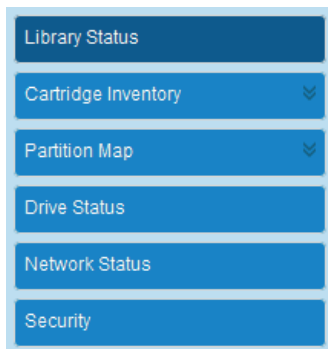 Library Status
Cartridge Inventory
Partition Map
Drive Status
Network Status
Security